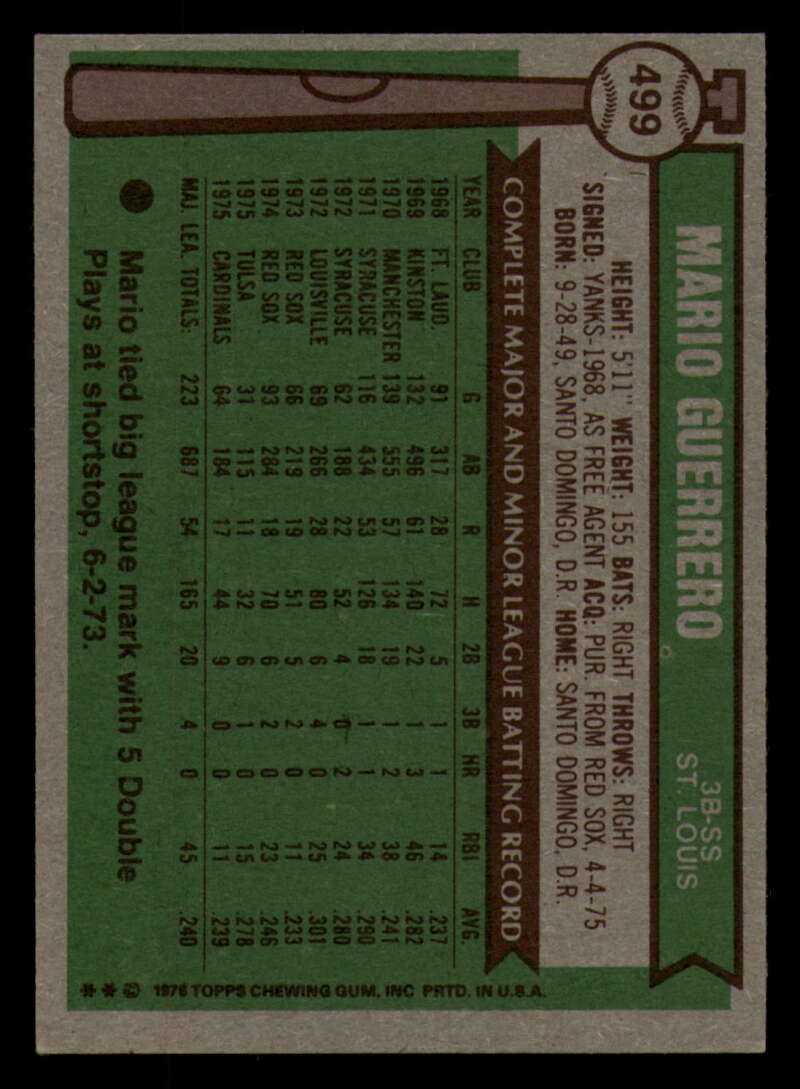 499
MARIO GUERRERO
3B-SS
ST. LOUIS
HEIGHT: 5'11" WEIGHT: 155 BATS: RIGHT THROWS: RIGHT
SIGNED: YANKS-1968, AS FREE AGENT ACQ: PUR. FROM RED SOX, 4-4-75
BORN: 9-28-49, SANTO DOMINGO, D.R. HOME: SANTO DOMINGO, D.R.
COMPLETE MAJOR AND MINOR LEAGUE BATTING RECORD
YEAR CLUB G AB R H 2B 3B HR RBI AVG.
1968 FT. LAUD. 91 317 28 72 5 1 1 14 .237
1969 KINSTON 132 496 61 140 22 1 3 46 .282
1970 MANCHESTER 139 555 57 134 19 1 2 38 .241
1971 SYRACUSE 116 434 53 126 18 1 1 34 .290
1972 SYRACUSE 62 188 22 52 4 0 2 24 .280
1972 LOUISVILLE 69 266 28 80 6 4 0 25 .301
1973 RED SOX 66 219 19 51 5 2 0 11 .233
1974 RED SOX 93 284 18 70 6 2 0 23 .246
1975 TULSA 31 115 11 32 6 1 0 15 .278
1975 CARDINALS 64 184 17 44 9 0 0 11 .239
MAJ. LEA. TOTALS: 223 687 54 165 20 4 0 45 .240
Mario tied big league mark with 5 Double
Plays at shortstop, 6-2-73.
** © 1976 TOPPS CHEWING GUM, INC PRTD. IN U.S.A.